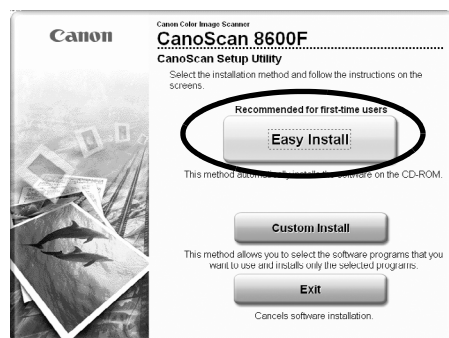 Canon
Canon Color Image Scanner
CanoScan 8600F
CanoScan Setup Utility
Select the installation method and follow the instructions on the
screens.
Recommended for first-time users
Easy Install
This method automatically installs the software on the CD-ROM.
Custom Install
This method allows you to select the software programs that you
want to use and installs only the selected programs.
Exit
Cancels software installation.